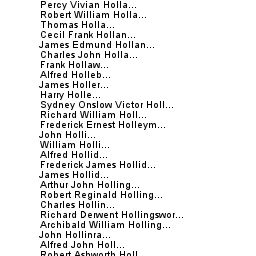 Percy Vivian Holla...
Robert William Holla...
Thomas Holla...
Cecil Frank Hollan...
James Edmund Hollan...
Charles John Holla...
Frank Hollaw...
Alfred Holleb...
James Holler...
Harry Holle...
Sydney Onslow Victor Holl...
Richard William Holl...
Frederick Ernest Holleym...
John Holli...
William Holli...
Alfred Hollid...
Frederick James Hollid...
James Hollid...
Arthur John Holling...
Robert Reginald Holling...
Charles Hollin...
Richard Derwent Hollingswor...
Archibald William Holling...
John Hollinra...
Alfred John Holl...
Robert Ashworth Holl...